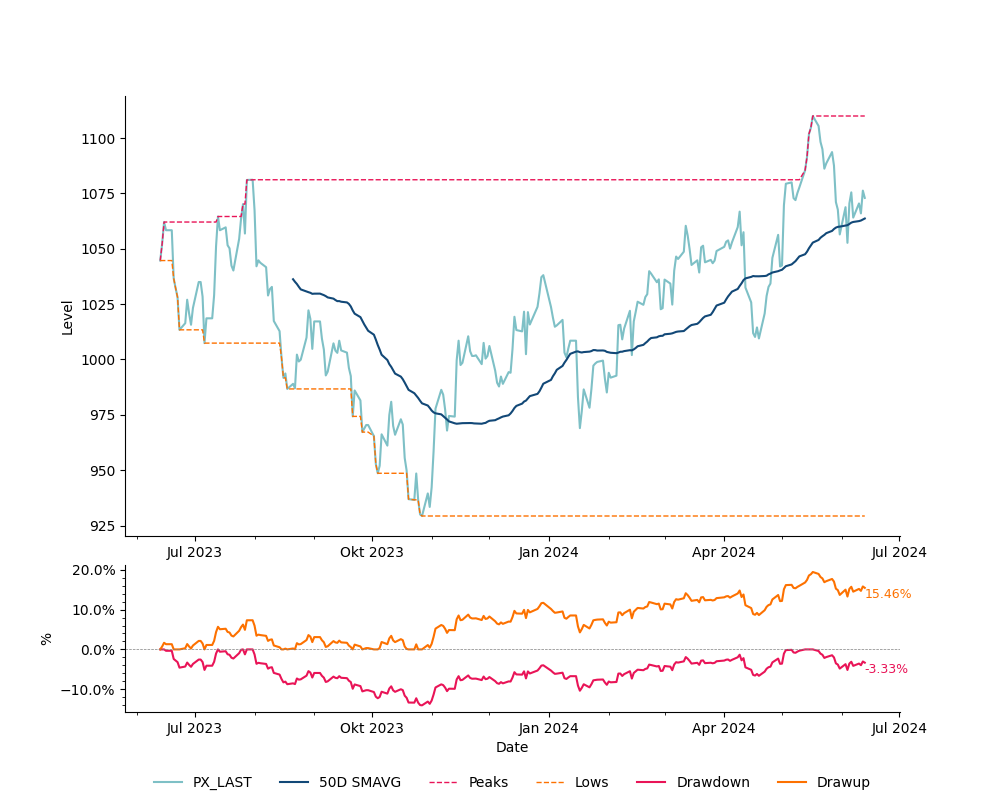 1100
1075
1050
1025
1000
975
950
925
Level
Jul 2023
Okt 2023
Jan 2024
Apr 2024
Jul 2024
20.0%
10.0%
0.0%
−10.0%
%
15.46%
-3.33%
Jul 2023
Okt 2023
Jan 2024
Apr 2024
Jul 2024
Date
PX_LAST
50D SMAVG
Peaks
Lows
Drawdown
Drawup